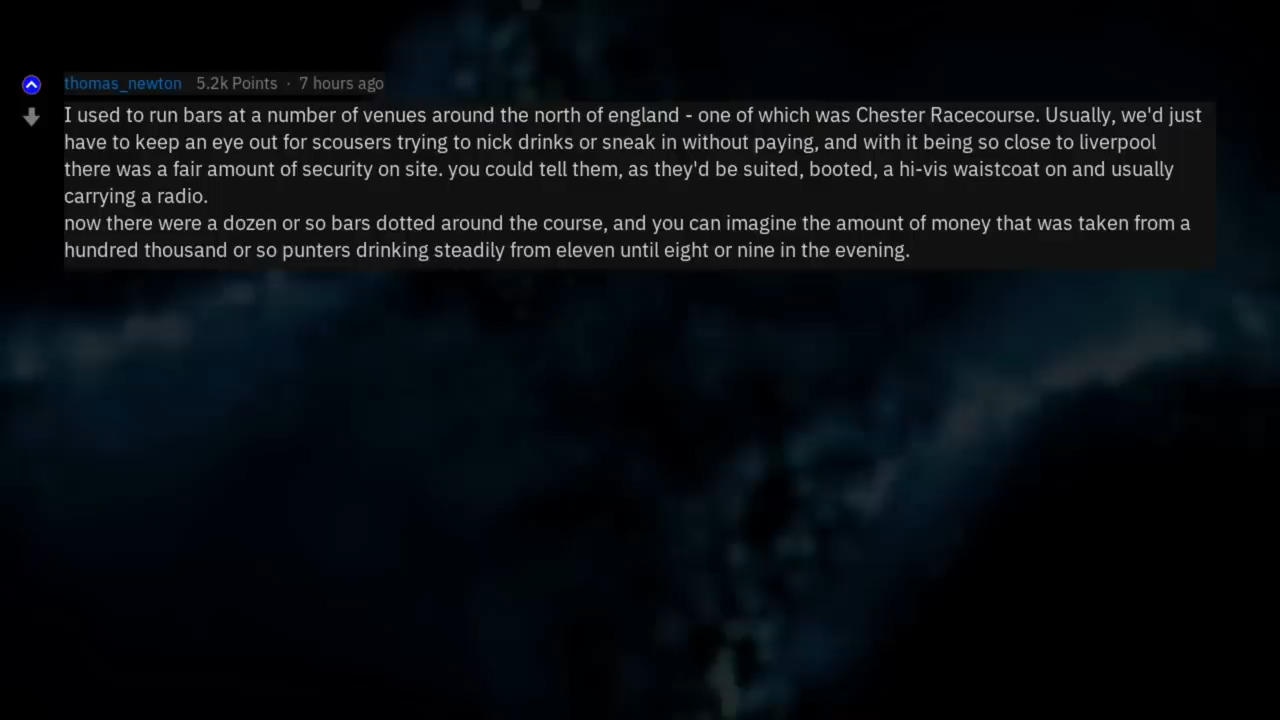 thomas_newton 5.2k Points · 7 hours ago
I used to run bars at a number of venues around the north of england - one of which was Chester Racecourse. Usually, we'd just
have to keep an eye out for scousers trying to nick drinks or sneak in without paying, and with it being so close to liverpool
there was a fair amount of security on site. you could tell them, as they'd be suited, booted, a hi-vis waistcoat on and usually
carrying a radio.
now there were a dozen or so bars dotted around the course, and you can imagine the amount of money that was taken from a
hundred thousand or so punters drinking steadily from eleven until eight or nine in the evening.